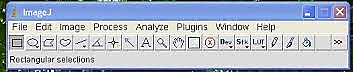 ImageJ
File Edit Image Process Analyze Plugins Window Help
A Dev Stk LUT >>
Rectangular selections